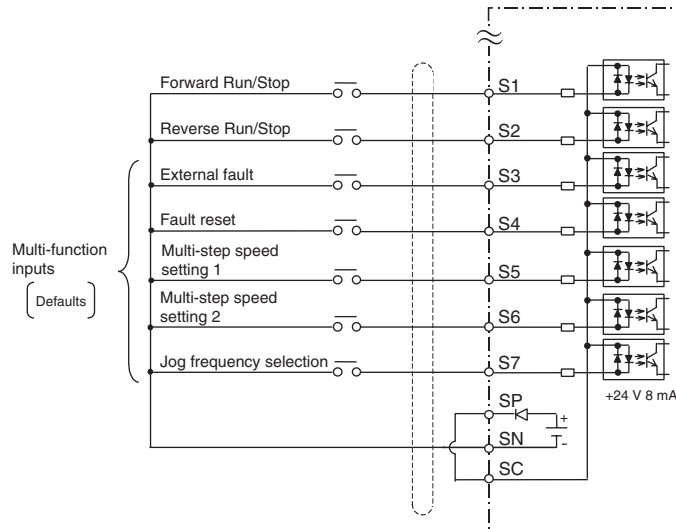 Forward Run/Stop
S1
Reverse Run/Stop
S2
External fault
S3
Fault reset
S4
Multi-function
inputs
Defaults
Multi-step speed
setting 1
S5
Multi-step speed
setting 2
S6
Jog frequency selection
S7
+24 V 8 mA
SP
+
SN
-
SC